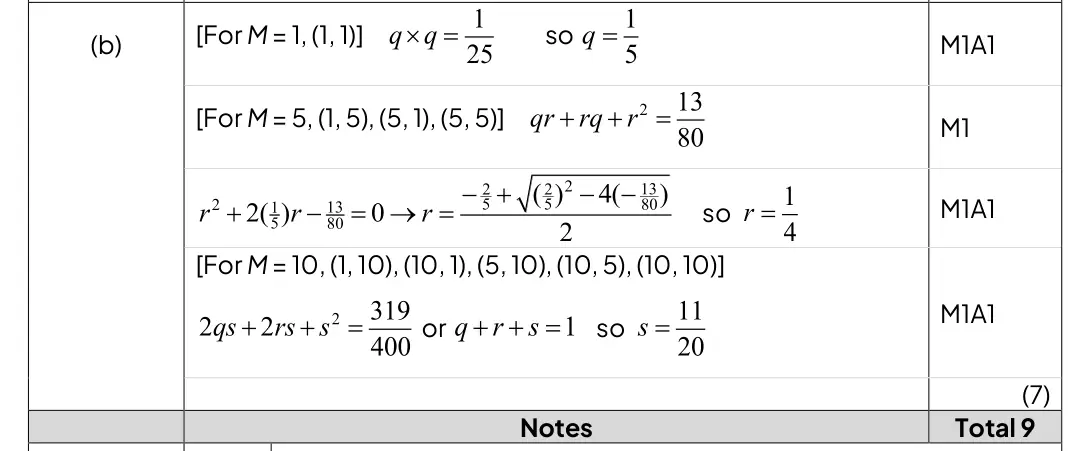 (b) [For M = 1, (1, 1)] q × q = 1/25 so q = 1/5 M1A1
[For M = 5, (1, 5), (5, 1), (5, 5)] qr + rq + r² = 13/80 M1
r² + 2(1/5)r − 13/80 = 0 → r = (−2/5 + √((2/5)² − 4(−13/80)))/2 so r = 1/4 M1A1
[For M = 10, (1, 10), (10, 1), (5, 10), (10, 5), (10, 10)]
2qs + 2rs + s² = 319/400 or q + r + s = 1 so s = 11/20 M1A1
(7)
Notes Total 9